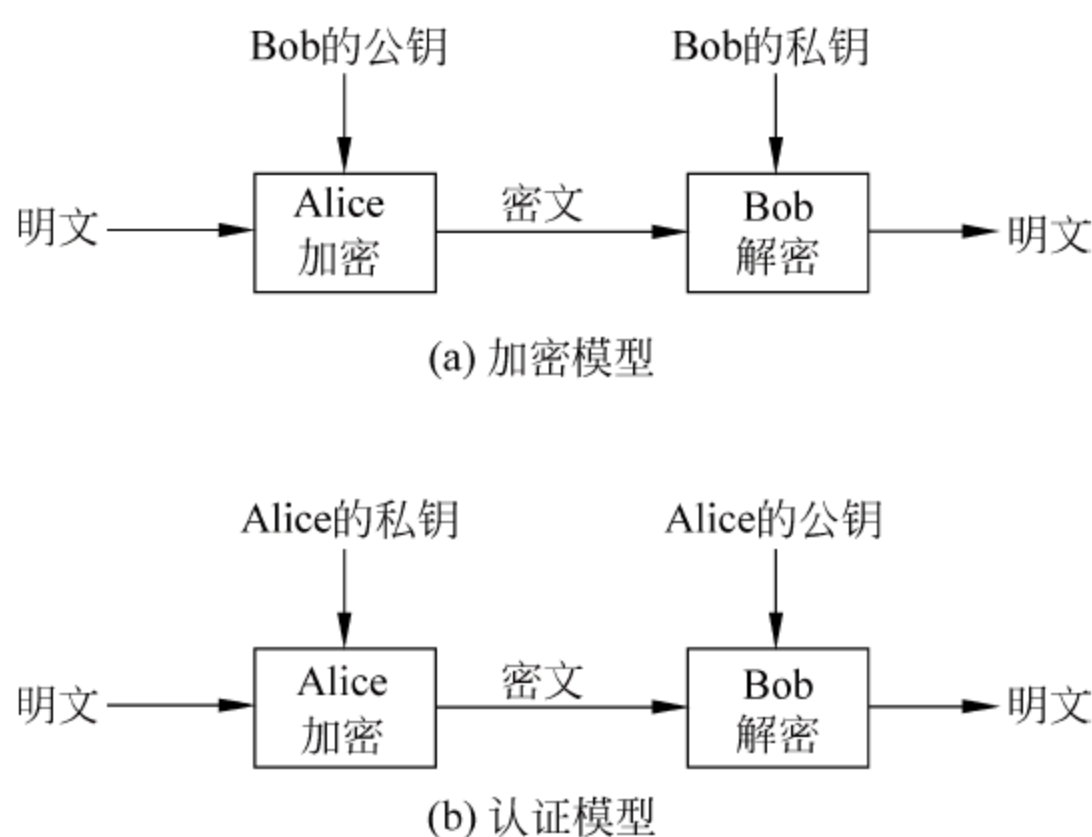 Bob的公钥 Bob的私钥
明文 Alice 加密 密文 Bob 解密 明文
(a) 加密模型
Alice的私钥 Alice的公钥
明文 Alice 加密 密文 Bob 解密 明文
(b) 认证模型